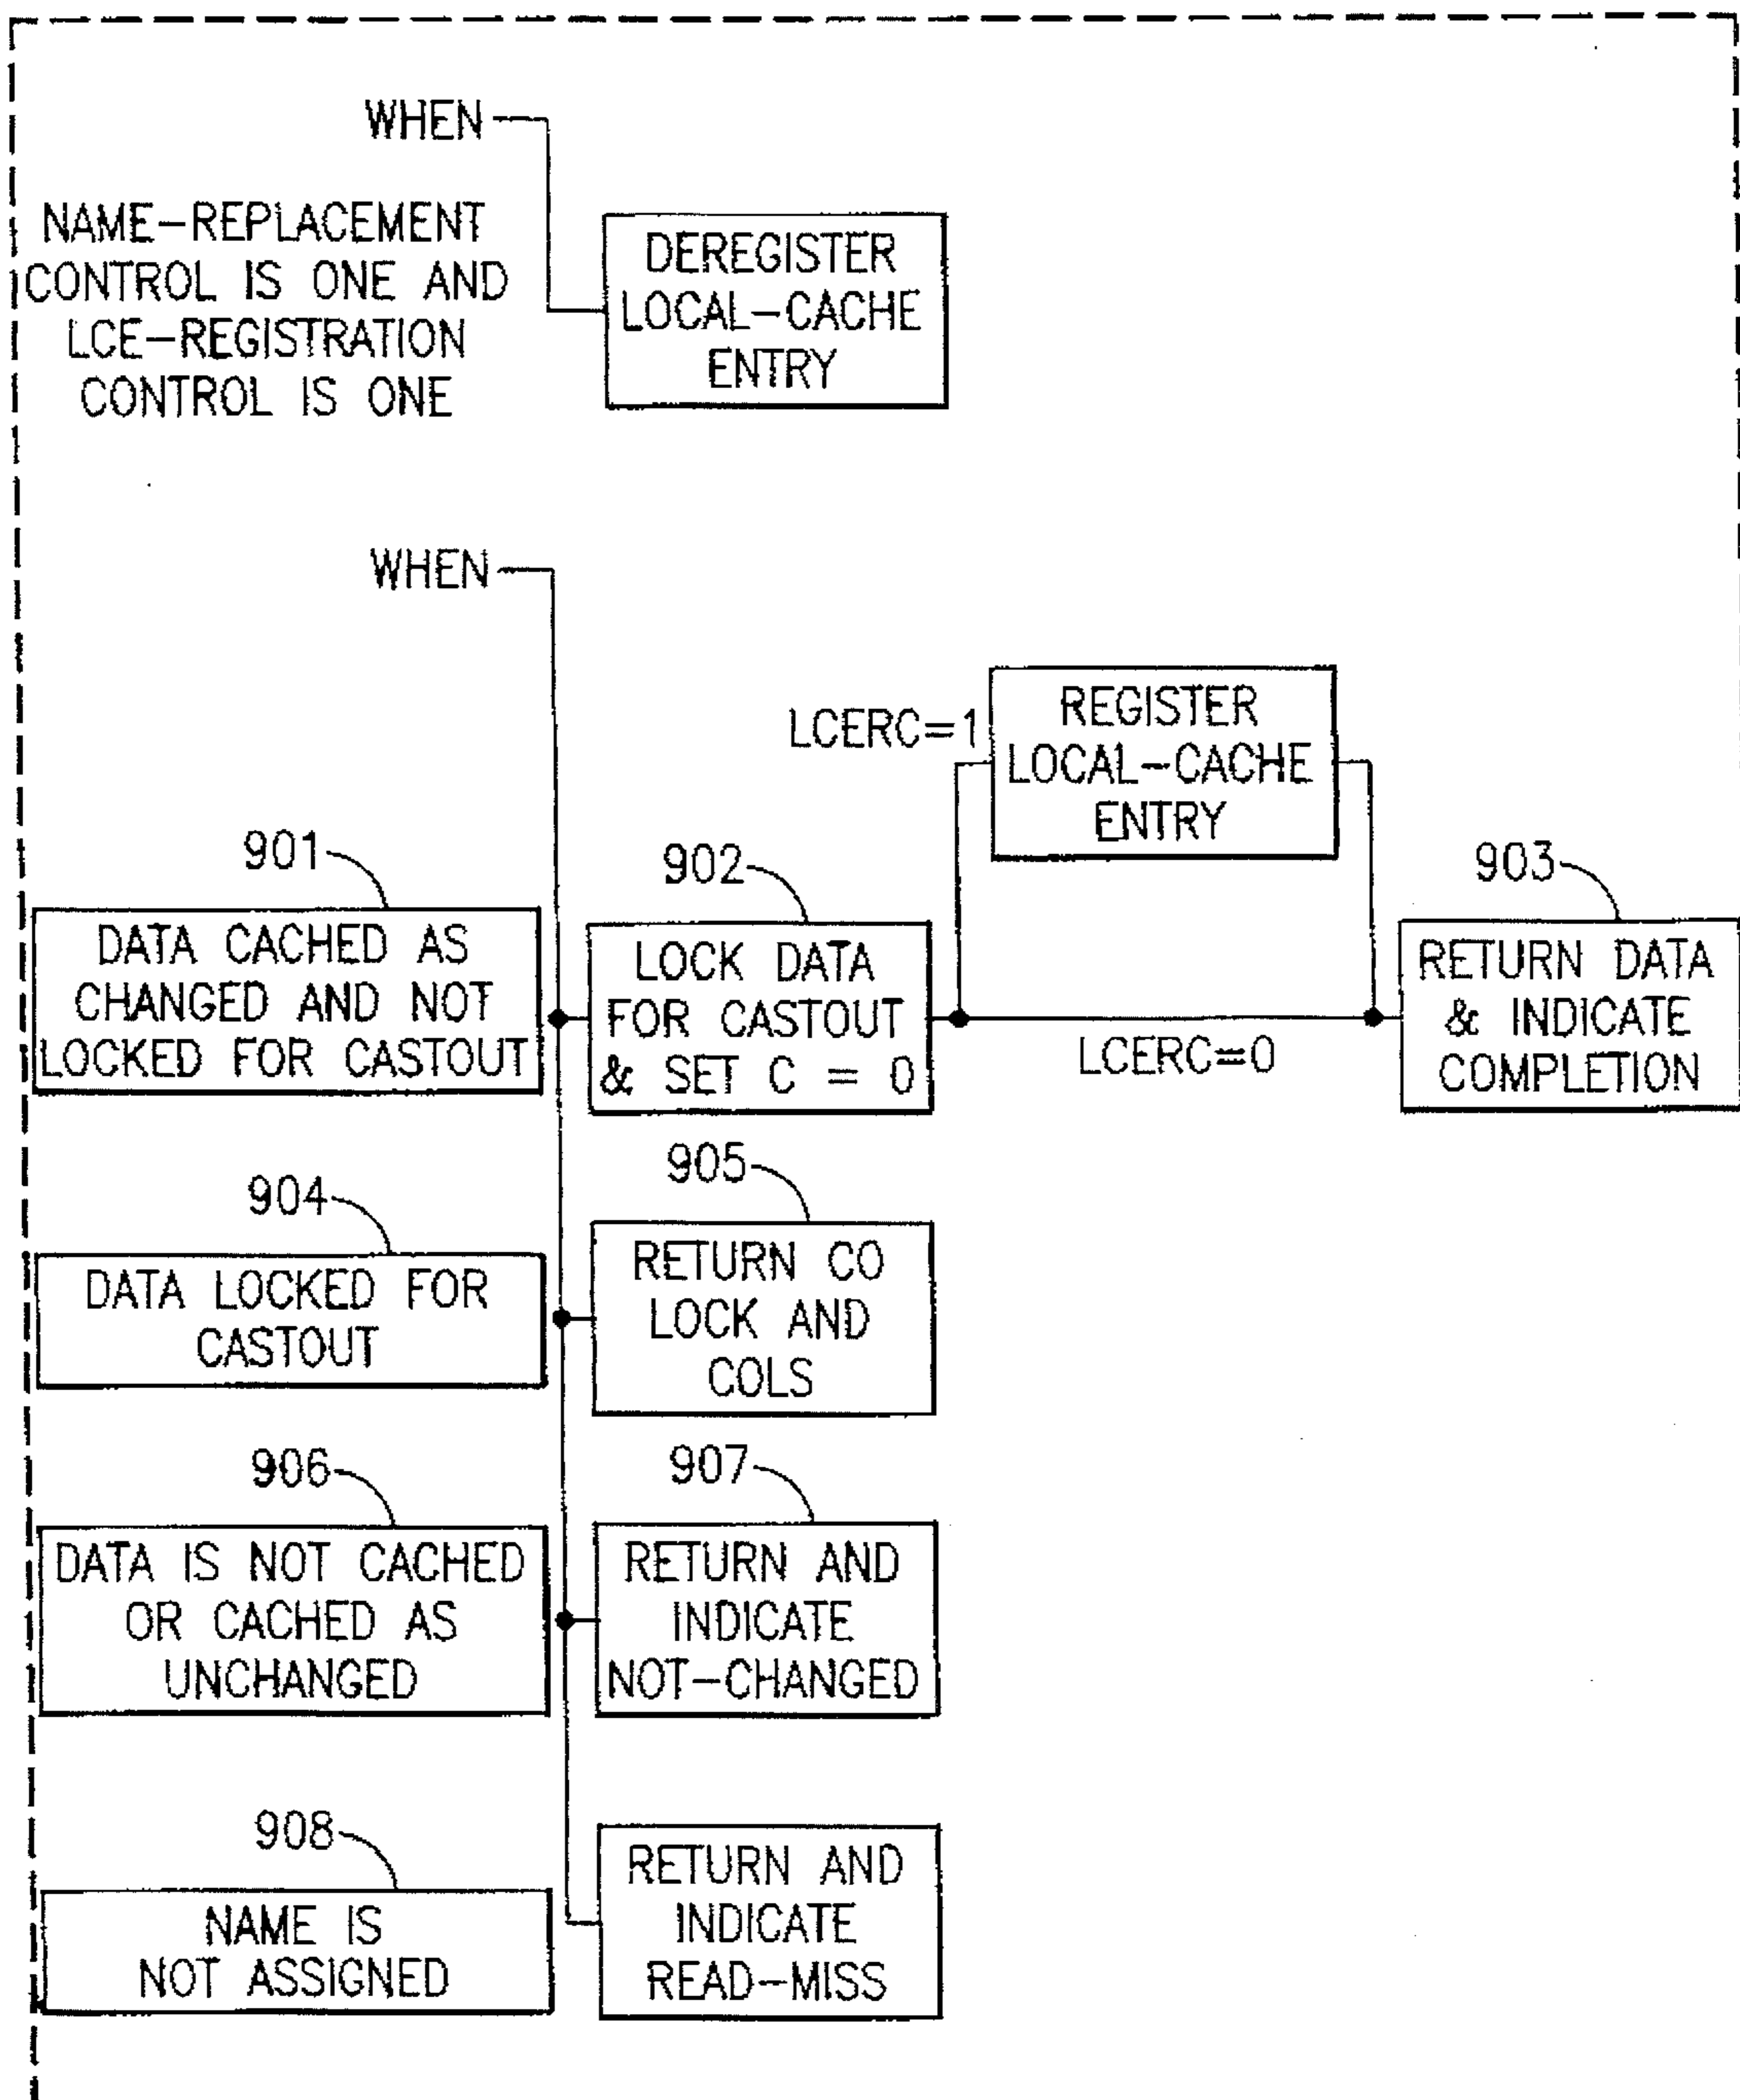 WHEN
NAME-REPLACEMENT
CONTROL IS ONE AND
LCE-REGISTRATION
CONTROL IS ONE
DEREGISTER
LOCAL-CACHE
ENTRY
WHEN
LCERC=1
REGISTER
LOCAL-CACHE
ENTRY
901
DATA CACHED AS
CHANGED AND NOT
LOCKED FOR CASTOUT
902
LOCK DATA
FOR CASTOUT
& SET C = 0
LCERC=0
903
RETURN DATA
& INDICATE
COMPLETION
904
DATA LOCKED FOR
CASTOUT
905
RETURN CO
LOCK AND
COLS
906
DATA IS NOT CACHED
OR CACHED AS
UNCHANGED
907
RETURN AND
INDICATE
NOT-CHANGED
908
NAME IS
NOT ASSIGNED
RETURN AND
INDICATE
READ-MISS